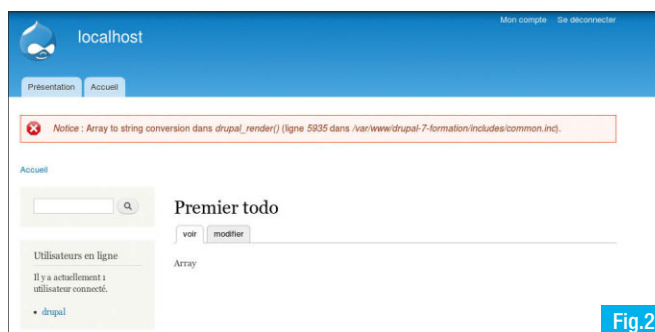 Mon compte Se déconnecter
localhost
Présentation Accueil
Notice : Array to string conversion dans drupal_render() (ligne 5935 dans /var/www/drupal-7-formation/includes/common.inc).
Accueil
Premier todo
voir modifier
Array
Utilisateurs en ligne
Il y a actuellement 1
utilisateur connecté.
• drupal
Fig.2